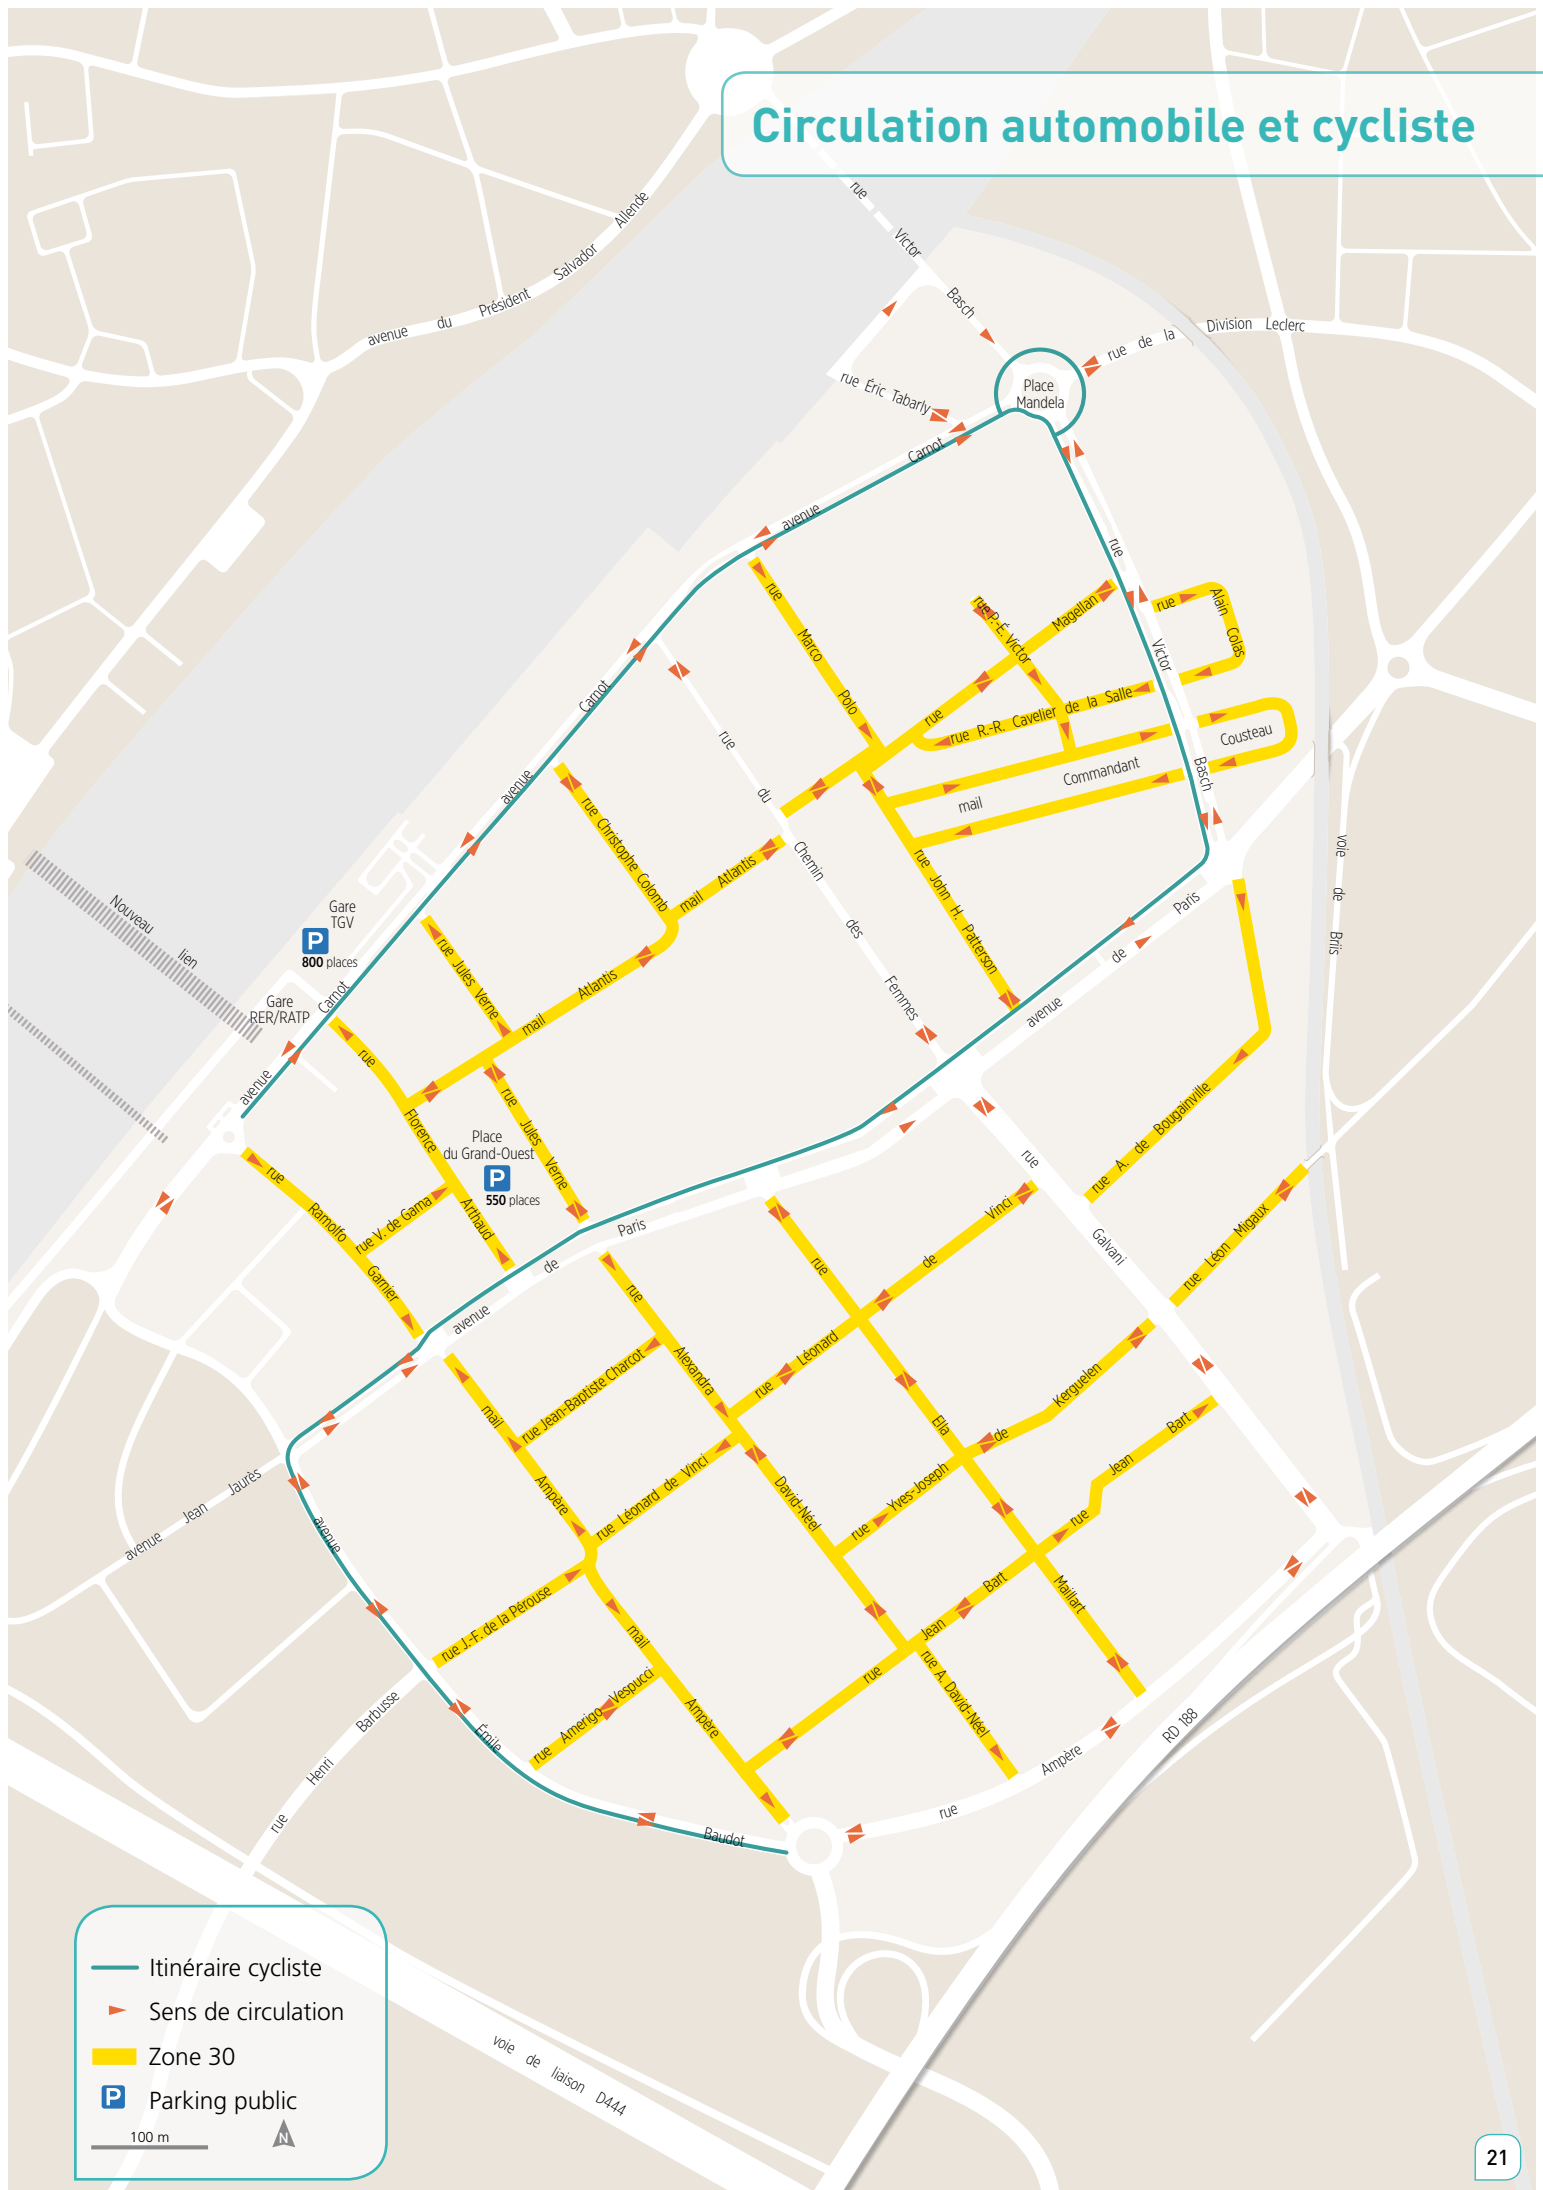 Circulation automobile et cycliste
rue Victor Basch
avenue du Président Salvador Allende
rue de la Division Leclerc
Place
Mandela
rue Éric Tabarly
avenue Carnot
rue Victor Basch
rue Alain Colas
rue Marco Polo
rue P.-É. Victor
rue Magellan
rue R.-R. Cavelier de la Salle
mail Commandant Cousteau
avenue Carnot
rue du Chemin des Femmes
rue Christophe Colomb
mail Atlantis
rue John H. Patterson
voie de Briis
Nouveau lien
Gare
TGV
P
800 places
Gare
RER/RATP
avenue Carnot
rue Jules Verne
mail Atlantis
avenue de Paris
rue Florence Arthaud
Place
du Grand-Ouest
P
550 places
rue Jules Verne
rue Ramolfo Garnier
rue V. de Gama
avenue de Paris
rue A. de Bougainville
rue Galvani
rue Léon Migaux
rue Léonard de Vinci
rue Alexandra David-Néel
rue Ella Maillart
rue Jean-Baptiste Charcot
mail Ampère
rue Léonard de Vinci
rue Yves-Joseph de Kerguelen
rue Jean Bart
avenue Jean Jaurès
avenue Émile Baudot
rue J.-F. de la Pérouse
rue Amerigo Vespucci
mail Ampère
rue Jean Bart
rue A. David-Néel
rue Henri Barbusse
rue Ampère
RD 188
voie de liaison D444
Itinéraire cycliste
Sens de circulation
Zone 30
P Parking public
100 m
N
21